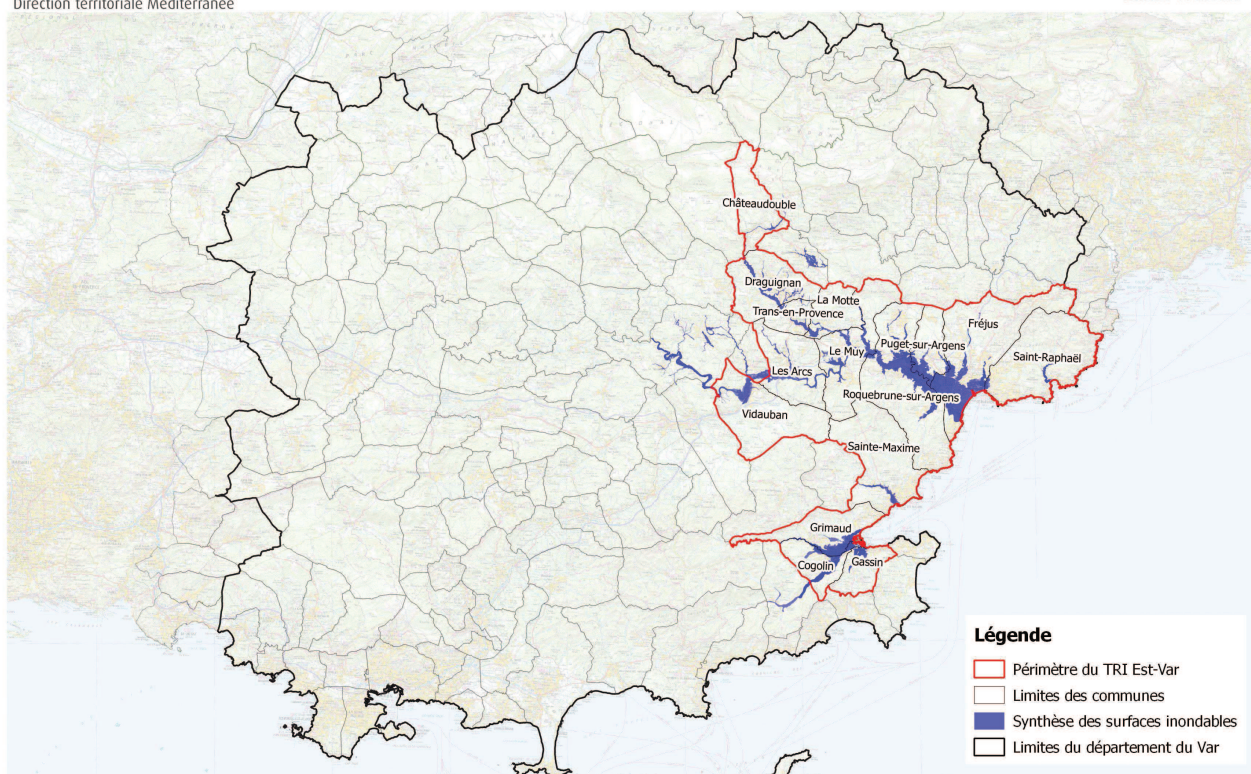 Direction territoriale Méditerranée
Châteaudouble
Draguignan
La Motte
Trans-en-Provence
Fréjus
Puget-sur-Argens
Le Muy
Saint-Raphaël
Les Arcs
Roquebrune-sur-Argens
Vidauban
Sainte-Maxime
Grimaud
Cogolin
Gassin
Légende
Périmètre du TRI Est-Var
Limites des communes
Synthèse des surfaces inondables
Limites du département du Var